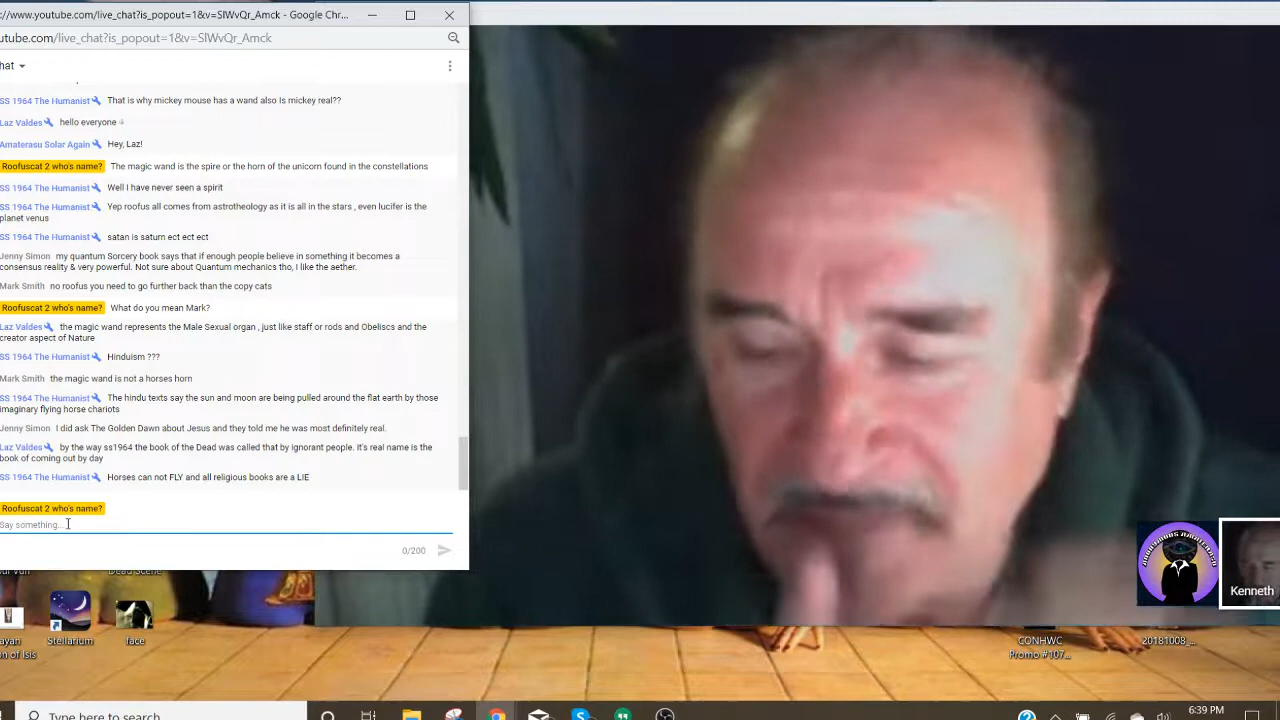 ://www.youtube.com/live_chat?is_popout=1&v=SlWvQr_Amck - Google Chr...
utube.com/live_chat?is_popout=1&v=SlWvQr_Amck
hat
SS 1964 The Humanist That is why mickey mouse has a wand also Is mickey real??
Laz Valdes hello everyone
Amaterasu Solar Again Hey, Laz!
Roofuscat 2 who's name? The magic wand is the spire or the horn of the unicorn found in the constellations
SS 1964 The Humanist Well I have never seen a spirit
SS 1964 The Humanist Yep roofus all comes from astrotheology as it is all in the stars , even lucifer is the
planet venus
SS 1964 The Humanist satan is saturn ect ect ect
Jenny Simon my quantum Sorcery book says that if enough people believe in something it becomes a
consensus reality & very powerful. Not sure about Quantum mechanics tho, I like the aether.
Mark Smith no roofus you need to go further back than the copy cats
Roofuscat 2 who's name? What do you mean Mark?
Laz Valdes the magic wand represents the Male Sexual organ , just like staff or rods and Obeliscs and the
creator aspect of Nature
SS 1964 The Humanist Hinduism ???
Mark Smith the magic wand is not a horses horn
SS 1964 The Humanist The hindu texts say the sun and moon are being pulled around the flat earth by those
imaginary flying horse chariots
Jenny Simon I did ask The Golden Dawn about Jesus and they told me he was most definitely real.
Laz Valdes by the way ss1964 the book of the Dead was called that by ignorant people. it's real name is the
book of coming out by day
SS 1964 The Humanist Horses can not FLY and all religious books are a LIE
Roofuscat 2 who's name?
Say something...
0/200
Kenneth
Dead Scene
ayan
on of Isis
Stellarium
face
CONHWC
Promo #107...
20181008_...
Type here to search
6:39 PM